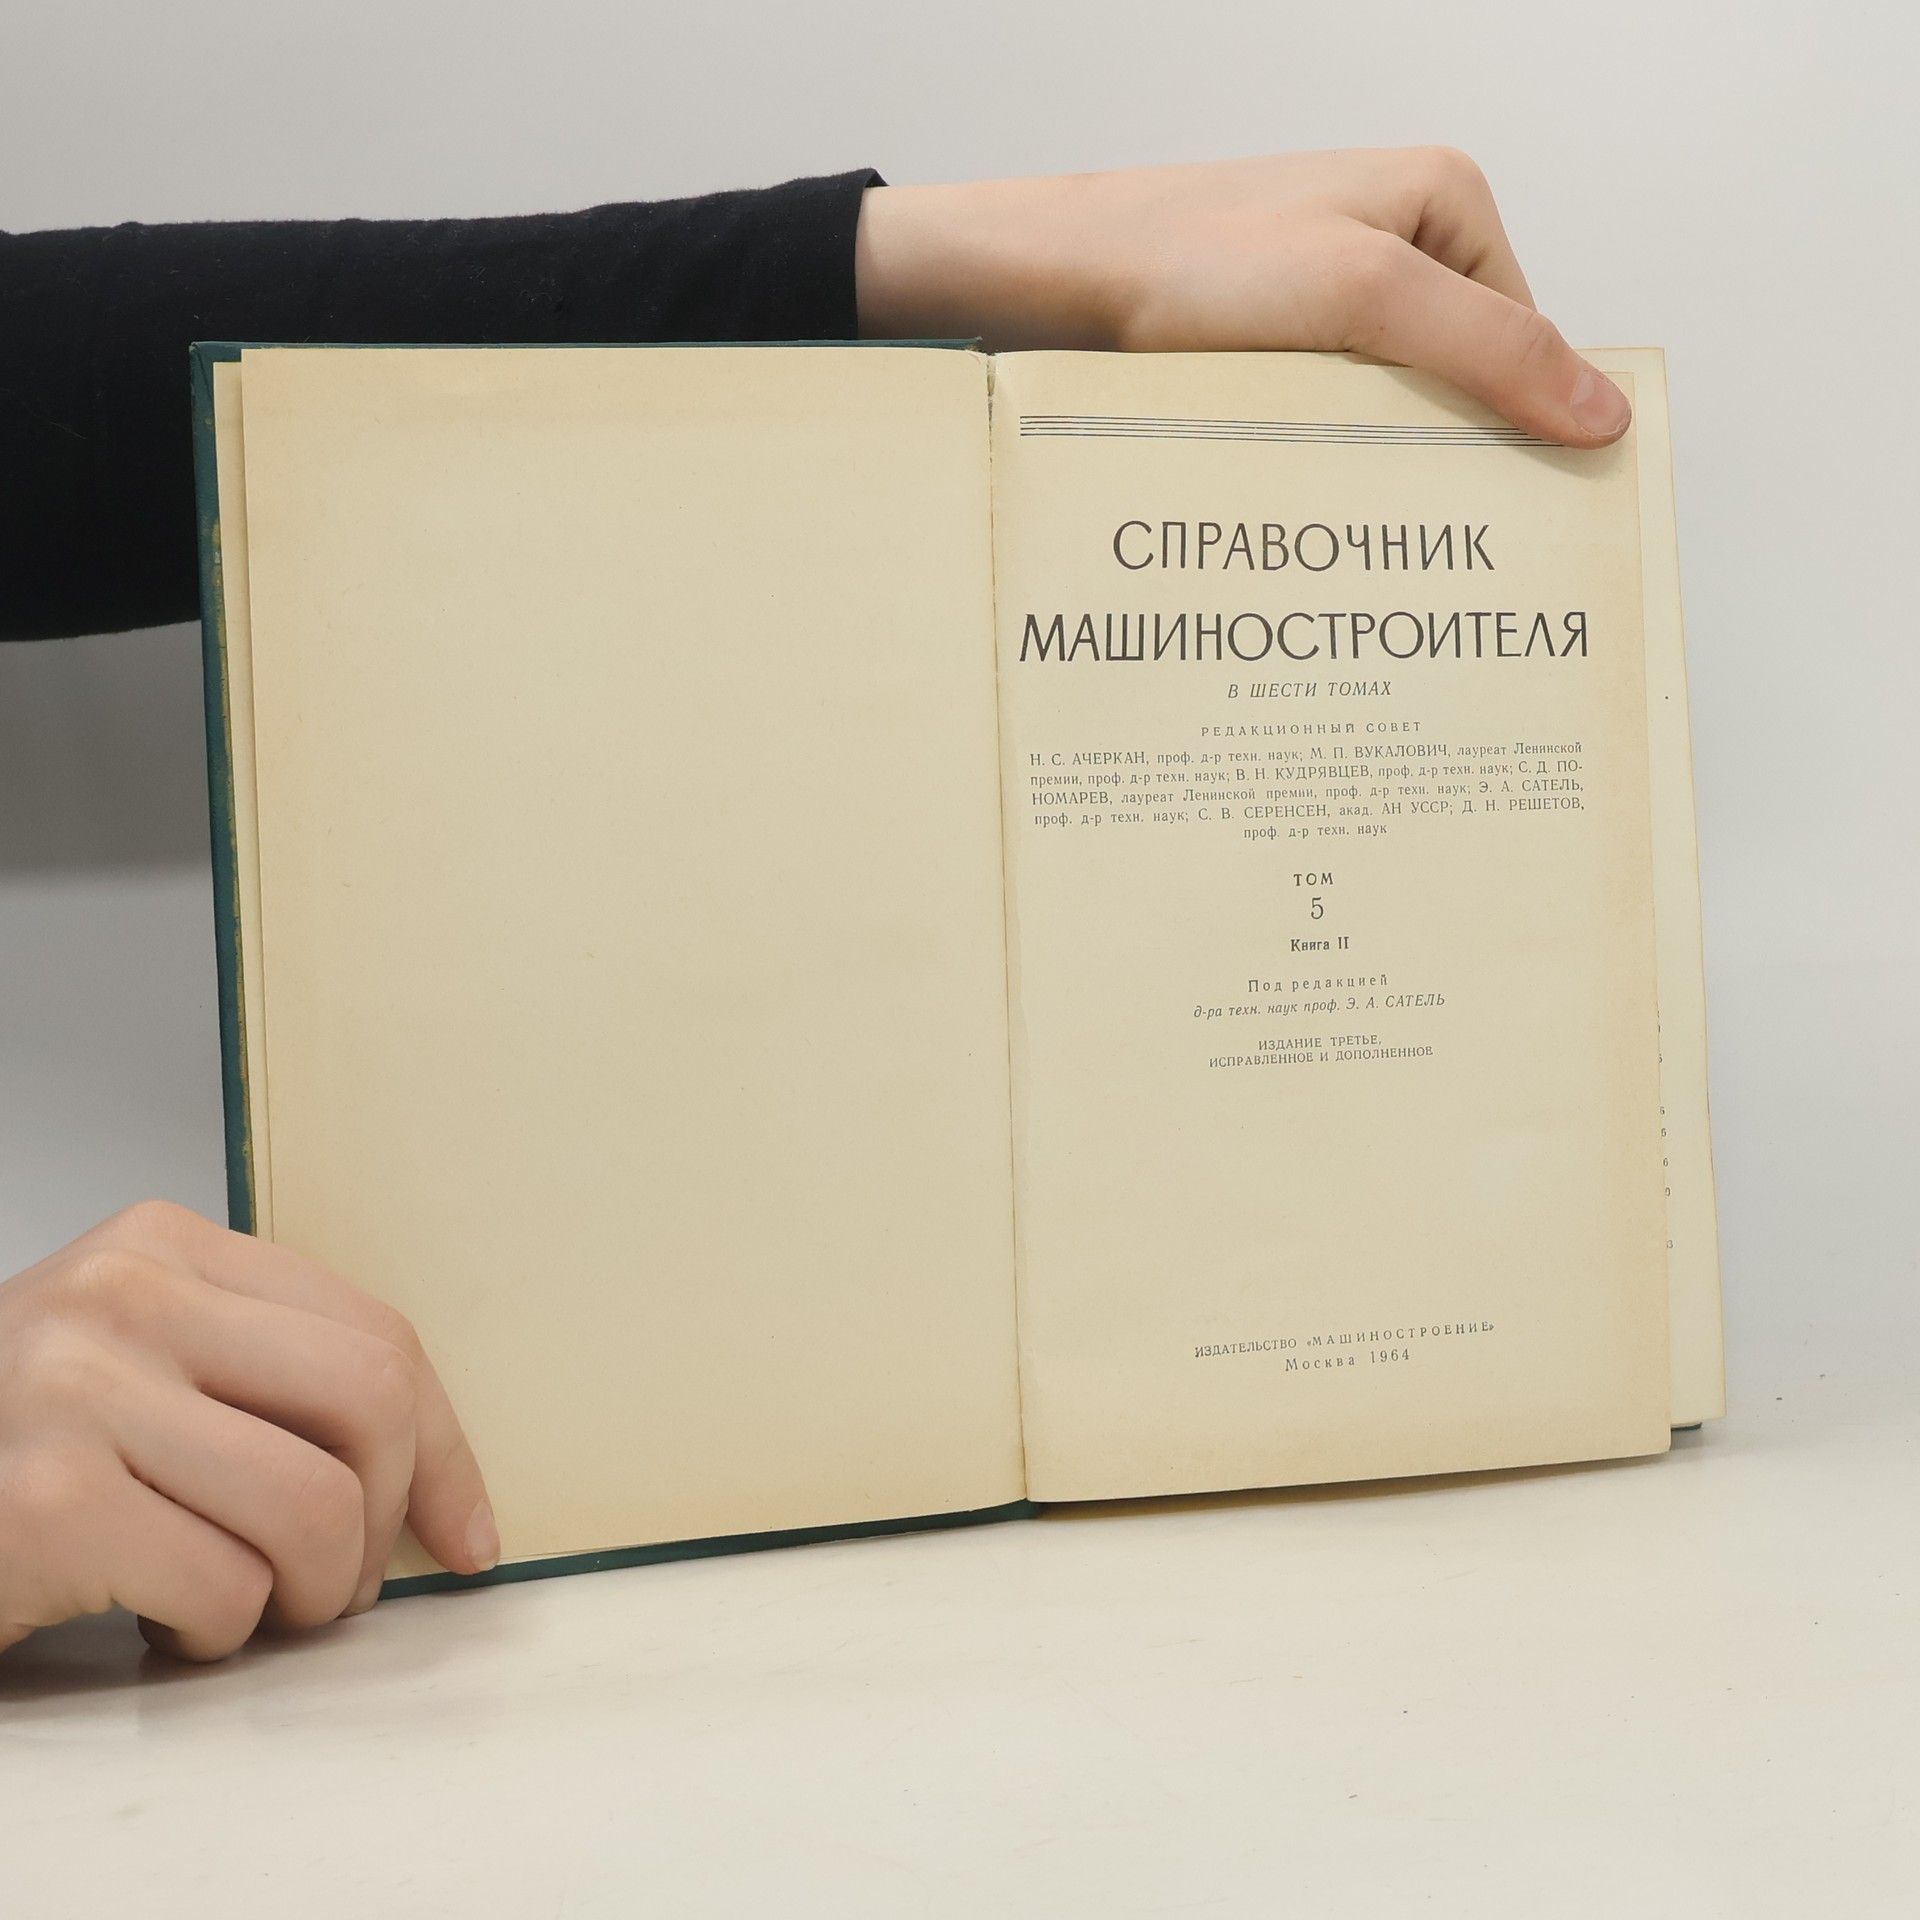 СПРАВОЧНИК
МАШИНОСТРОИТЕЛЯ
В ШЕСТИ ТОМАХ
РЕДАКЦИОННЫЙ СОВЕТ
Н. С. АЧЕРКАН, проф. д-р техн. наук; М. П. ВУКАЛОВИЧ, лауреат Ленинской
премии, проф. д-р техн. наук; В. Н. КУДРЯВЦЕВ, проф. д-р техн. наук; С. Д. ПО-
НОМАРЕВ, лауреат Ленинской премии, проф. д-р техн. наук; Э. А. САТЕЛЬ,
проф. д-р техн. наук; С. В. СЕРЕНСЕН, акад. АН УССР; Д. Н. РЕШЕТОВ,
проф. д-р техн. наук
ТОМ
5
Книга II
Под редакцией
д-ра техн. наук проф. Э. А. САТЕЛЬ
ИЗДАНИЕ ТРЕТЬЕ,
ИСПРАВЛЕННОЕ И ДОПОЛНЕННОЕ
ИЗДАТЕЛЬСТВО «МАШИНОСТРОЕНИЕ»
Москва 1964